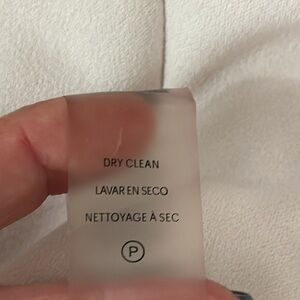 DRY CLEAN
LAVAR EN SECO
NETTOYAGE À SEC
P